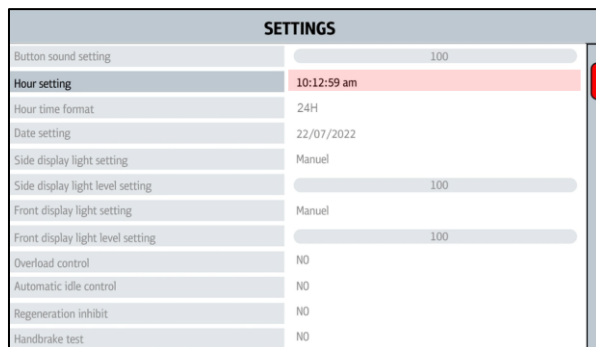 SETTINGS
Button sound setting 100
Hour setting 10:12:59 am
Hour time format 24H
Date setting 22/07/2022
Side display light setting Manuel
Side display light level setting 100
Front display light setting Manuel
Front display light level setting 100
Overload control NO
Automatic idle control NO
Regeneration inhibit NO
Handbrake test NO